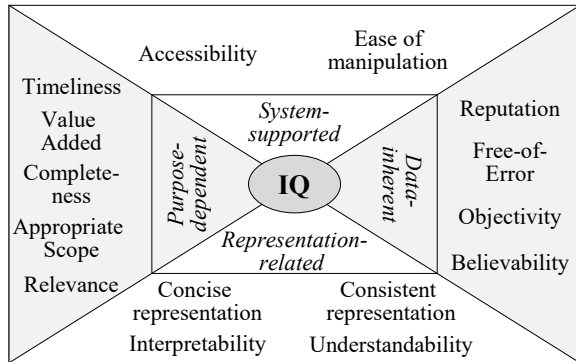 Accessibility
Ease of
manipulation
Timeliness
Value
Added
Complete-
ness
Appropriate
Scope
Relevance
System-
supported
Purpose-
dependent
IQ
Data-
inherent
Representation-
related
Reputation
Free-of-
Error
Objectivity
Believability
Concise
representation
Interpretability
Consistent
representation
Understandability